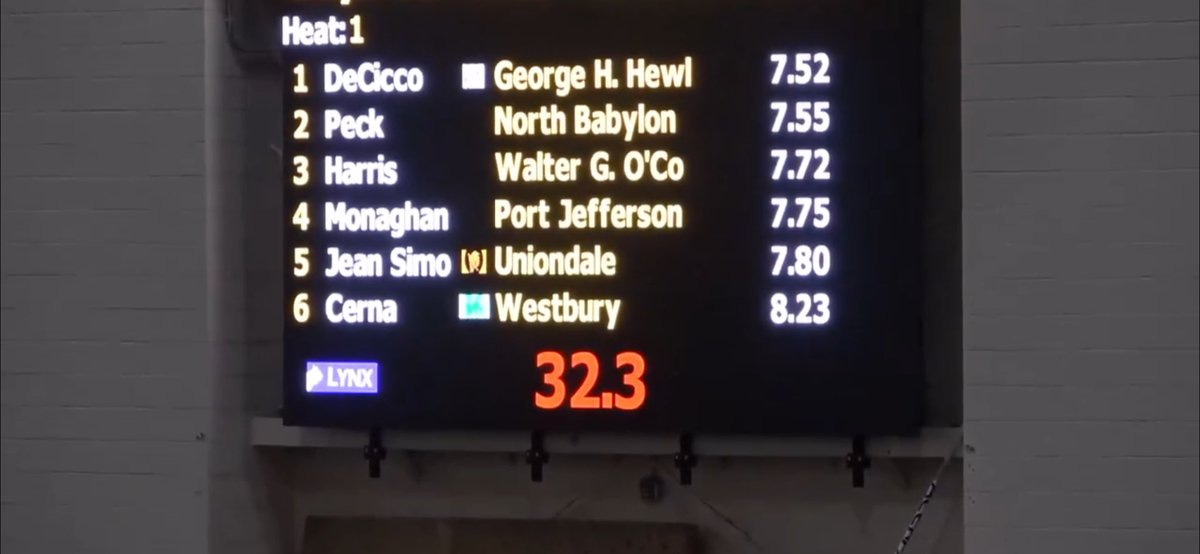 Heat:1
1 DeCicco George H. Hewl 7.52
2 Peck North Babylon 7.55
3 Harris Walter G. O'Co 7.72
4 Monaghan Port Jefferson 7.75
5 Jean Simo Uniondale 7.80
6 Cerna Westbury 8.23
LYNX 32.3